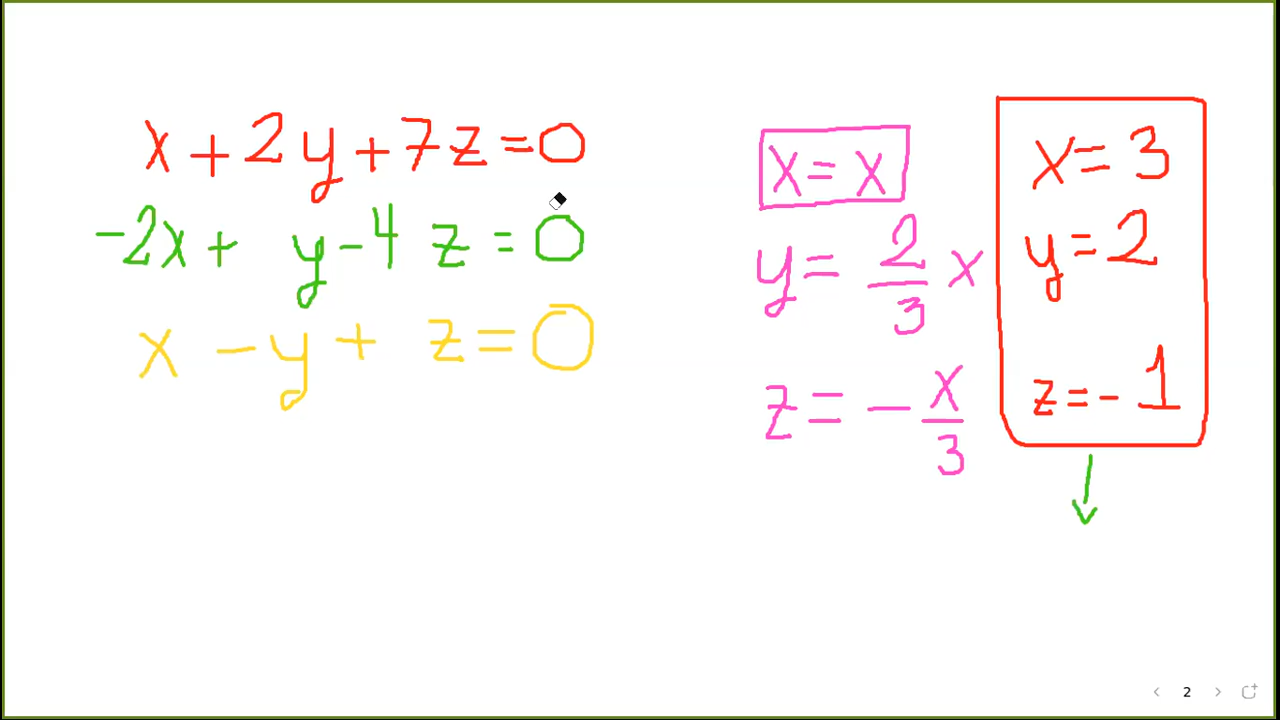 x + 2y + 7z = 0
-2x + y - 4z = 0
x - y + z = 0
x = x
y = 2/3 x
z = - x/3
x = 3
y = 2
z = - 1
2